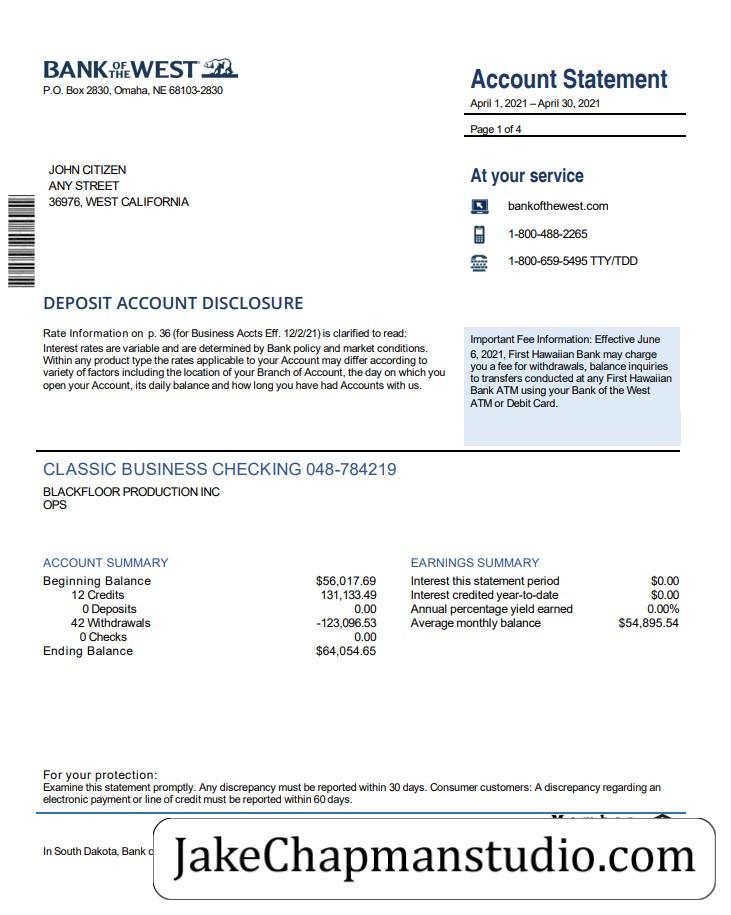 BANK OF THE WEST
P.O. Box 2830, Omaha, NE 68103-2830
Account Statement
April 1, 2021 – April 30, 2021
Page 1 of 4
JOHN CITIZEN
ANY STREET
36976, WEST CALIFORNIA
At your service
bankofthewest.com
1-800-488-2265
1-800-659-5495 TTY/TDD
DEPOSIT ACCOUNT DISCLOSURE
Rate Information on p. 36 (for Business Accts Eff. 12/2/21) is clarified to read:
Interest rates are variable and are determined by Bank policy and market conditions.
Within any product type the rates applicable to your Account may differ according to
variety of factors including the location of your Branch of Account, the day on which you
open your Account, its daily balance and how long you have had Accounts with us.
Important Fee Information: Effective June
6, 2021, First Hawaiian Bank may charge
you a fee for withdrawals, balance inquiries
to transfers conducted at any First Hawaiian
Bank ATM using your Bank of the West
ATM or Debit Card.
CLASSIC BUSINESS CHECKING 048-784219
BLACKFLOOR PRODUCTION INC
OPS
ACCOUNT SUMMARY
Beginning Balance $56,017.69
12 Credits 131,133.49
0 Deposits 0.00
42 Withdrawals -123,096.53
0 Checks 0.00
Ending Balance $64,054.65
EARNINGS SUMMARY
Interest this statement period $0.00
Interest credited year-to-date $0.00
Annual percentage yield earned 0.00%
Average monthly balance $54,895.54
For your protection:
Examine this statement promptly. Any discrepancy must be reported within 30 days. Consumer customers: A discrepancy regarding an
electronic payment or line of credit must be reported within 60 days.
In South Dakota, Bank o
JakeChapmanstudio.com